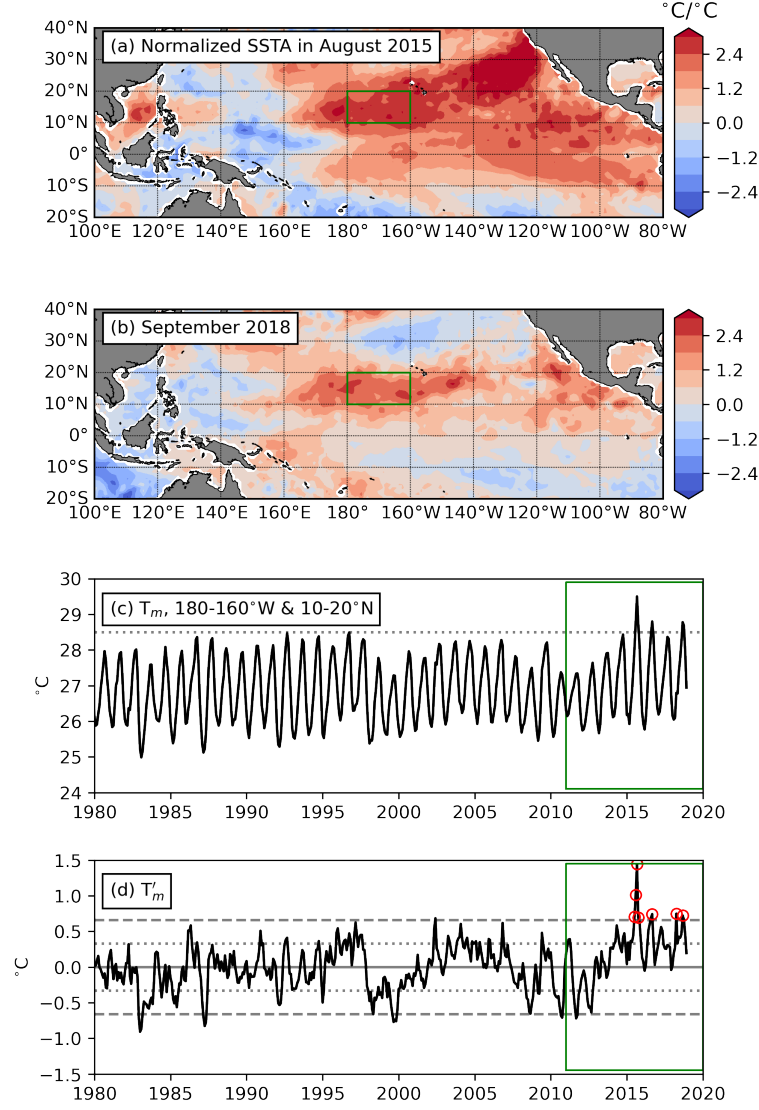 °C/°C
(a) Normalized SSTA in August 2015
40°N
30°N
20°N
10°N
0°
10°S
20°S
100°E 120°E 140°E 160°E 180° 160°W 140°W 120°W 100°W 80°W
2.4
1.2
0.0
−1.2
−2.4
(b) September 2018
40°N
30°N
20°N
10°N
0°
10°S
20°S
100°E 120°E 140°E 160°E 180° 160°W 140°W 120°W 100°W 80°W
2.4
1.2
0.0
−1.2
−2.4
(c) Tm, 180-160°W & 10-20°N
°C
30
29
28
27
26
25
24
1980 1985 1990 1995 2000 2005 2010 2015 2020
(d) T′m
°C
1.5
1.0
0.5
0.0
−0.5
−1.0
−1.5
1980 1985 1990 1995 2000 2005 2010 2015 2020